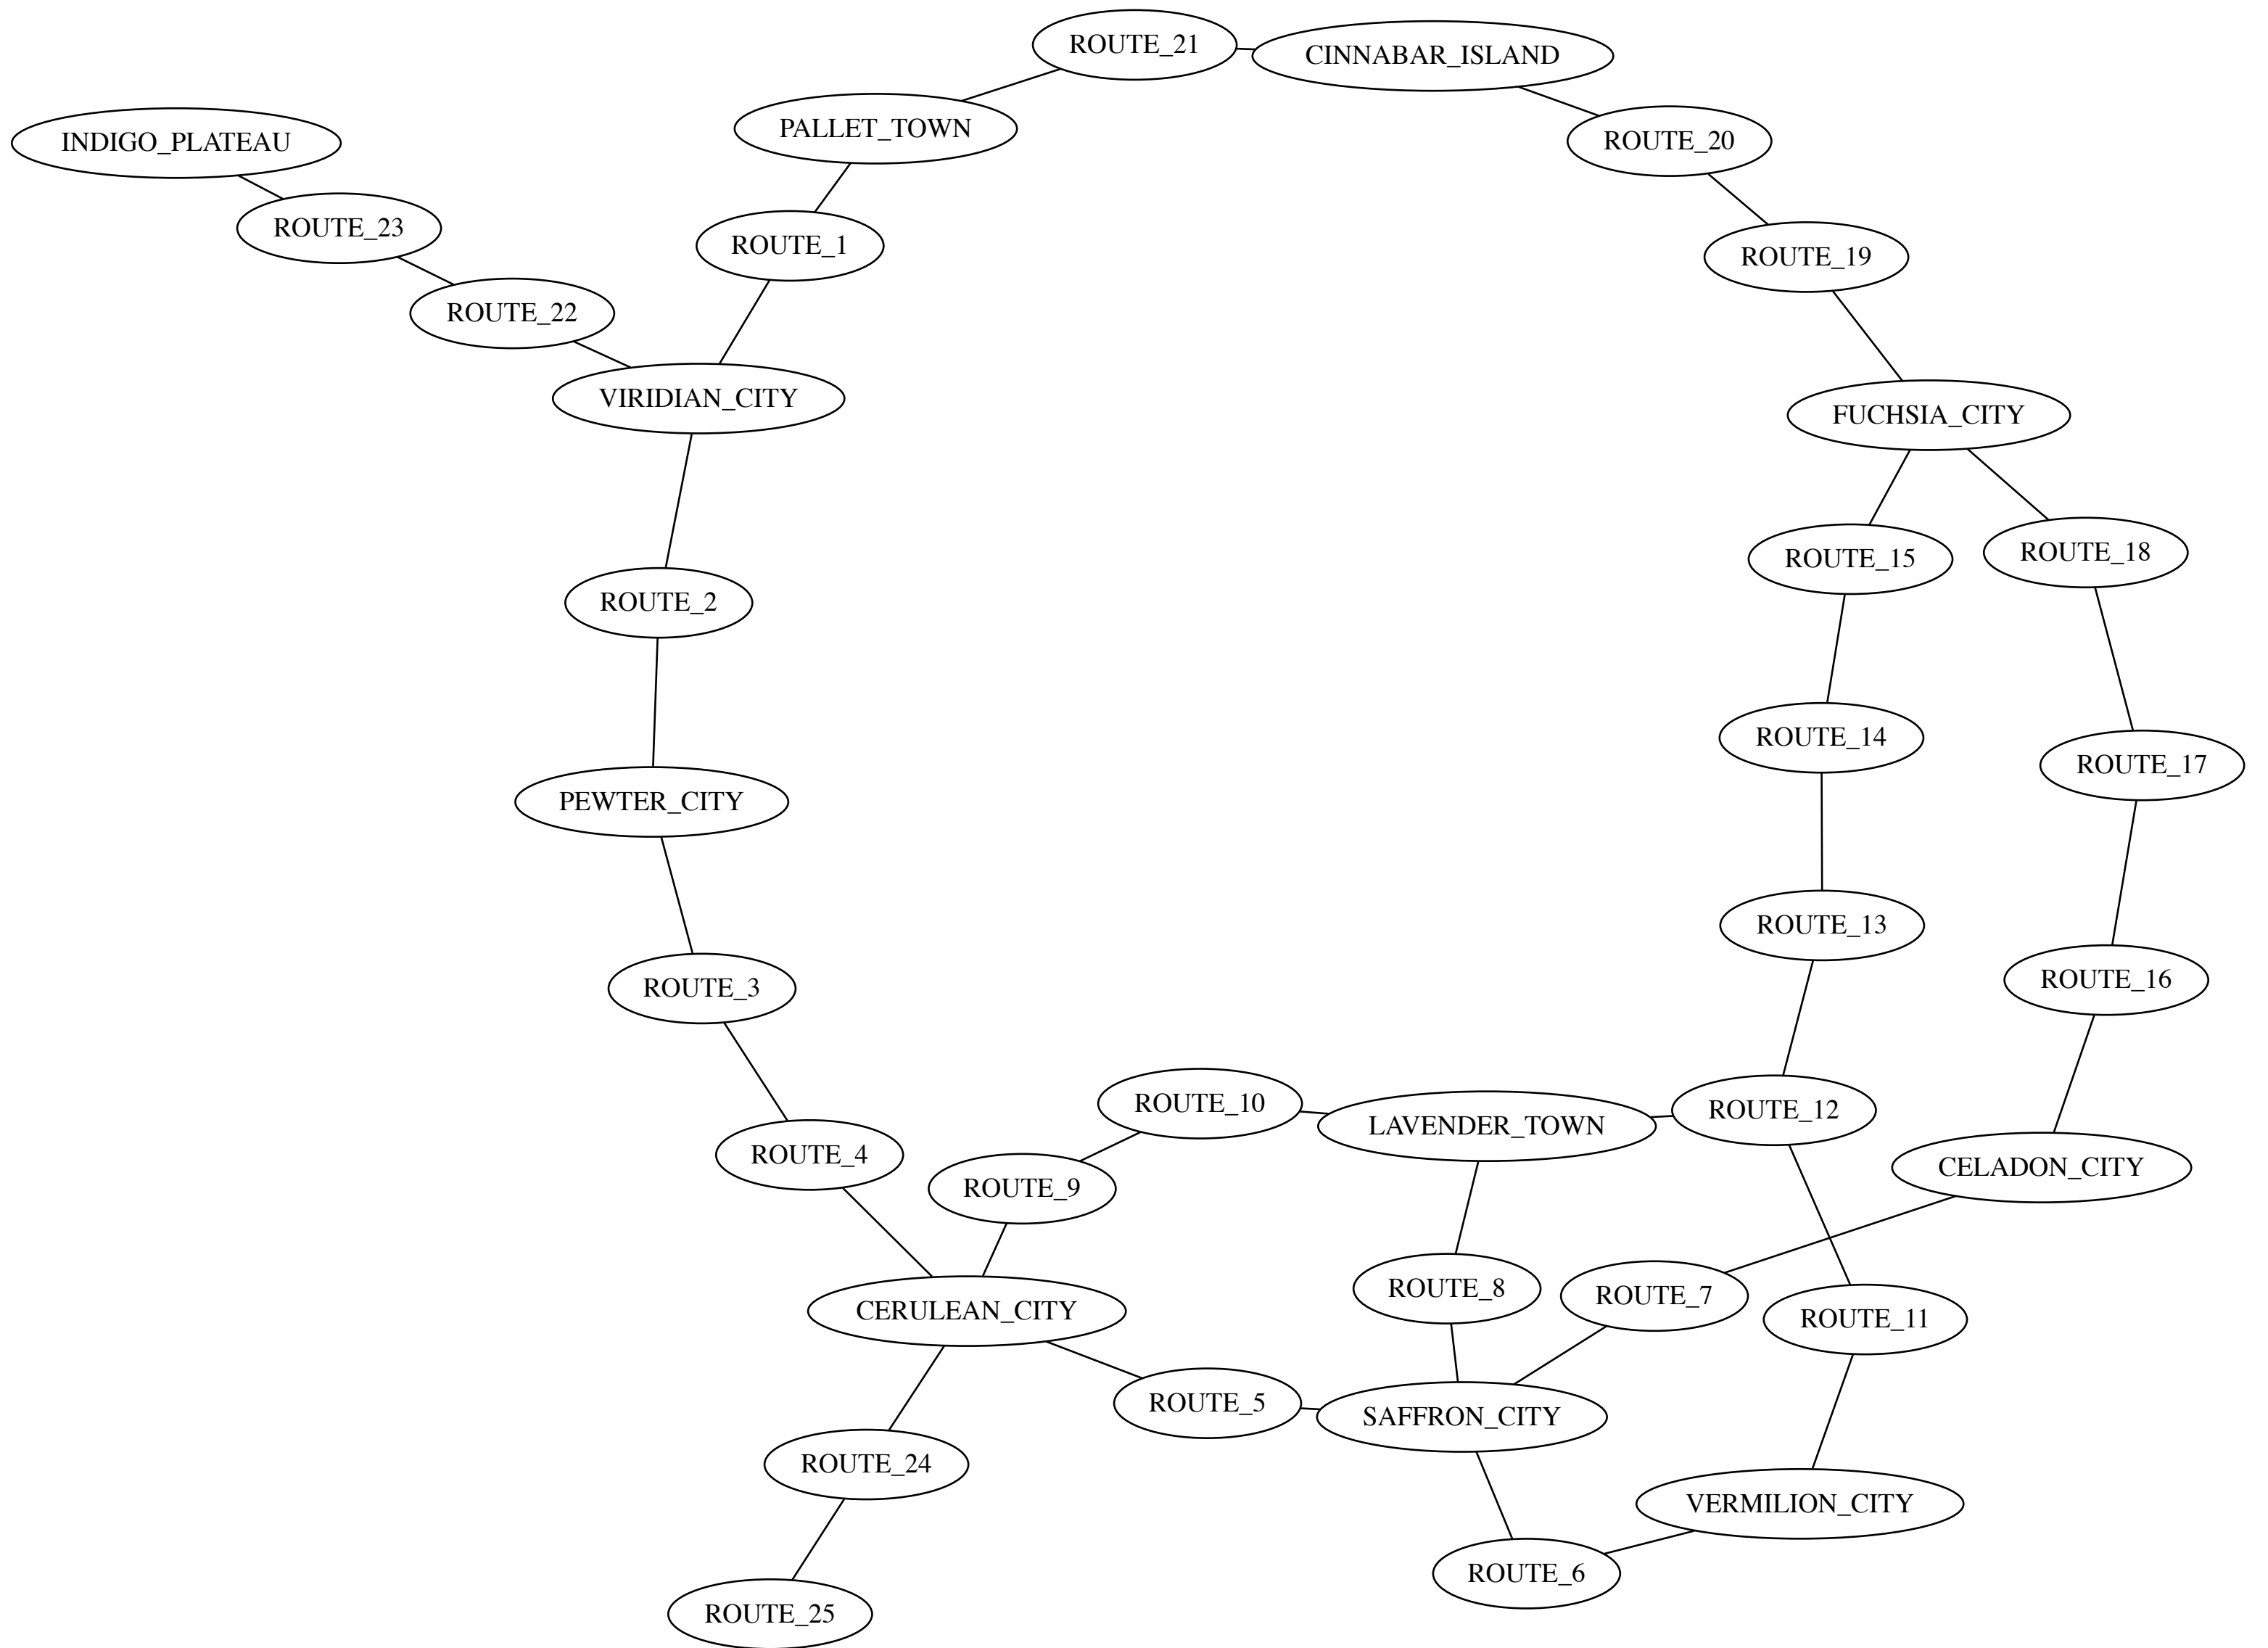 ROUTE_21
CINNABAR_ISLAND
PALLET_TOWN
INDIGO_PLATEAU
ROUTE_20
ROUTE_23
ROUTE_1
ROUTE_19
ROUTE_22
VIRIDIAN_CITY
FUCHSIA_CITY
ROUTE_15
ROUTE_18
ROUTE_2
ROUTE_14
ROUTE_17
PEWTER_CITY
ROUTE_13
ROUTE_16
ROUTE_3
ROUTE_10
ROUTE_12
LAVENDER_TOWN
ROUTE_4
CELADON_CITY
ROUTE_9
ROUTE_8
ROUTE_7
CERULEAN_CITY
ROUTE_11
ROUTE_5
SAFFRON_CITY
ROUTE_24
VERMILION_CITY
ROUTE_6
ROUTE_25